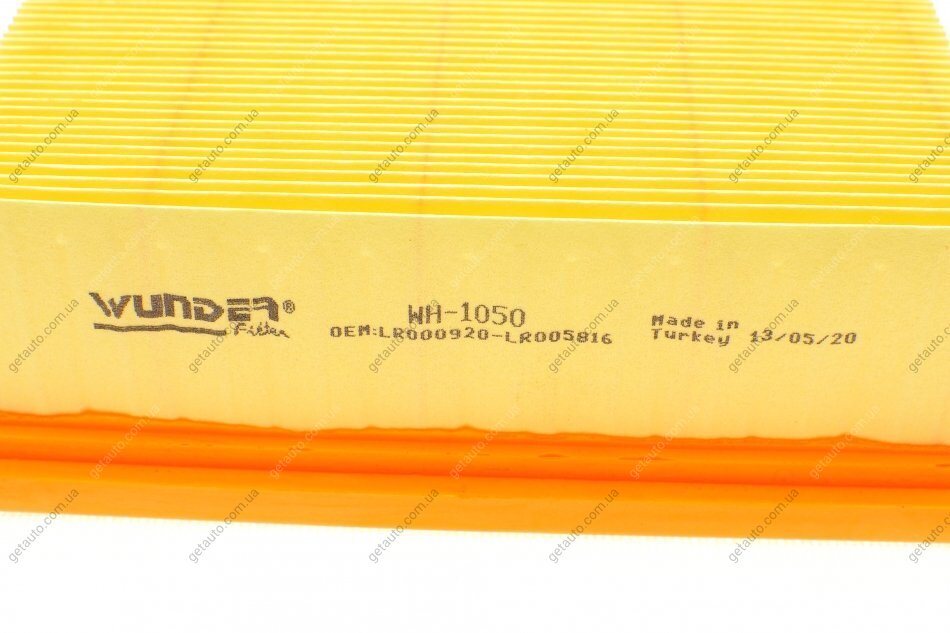 WUNDER®
Filter
WA-1050
OEM:LR000920-LR005816
Made in
Turkey 13/05/20
getauto.com.ua